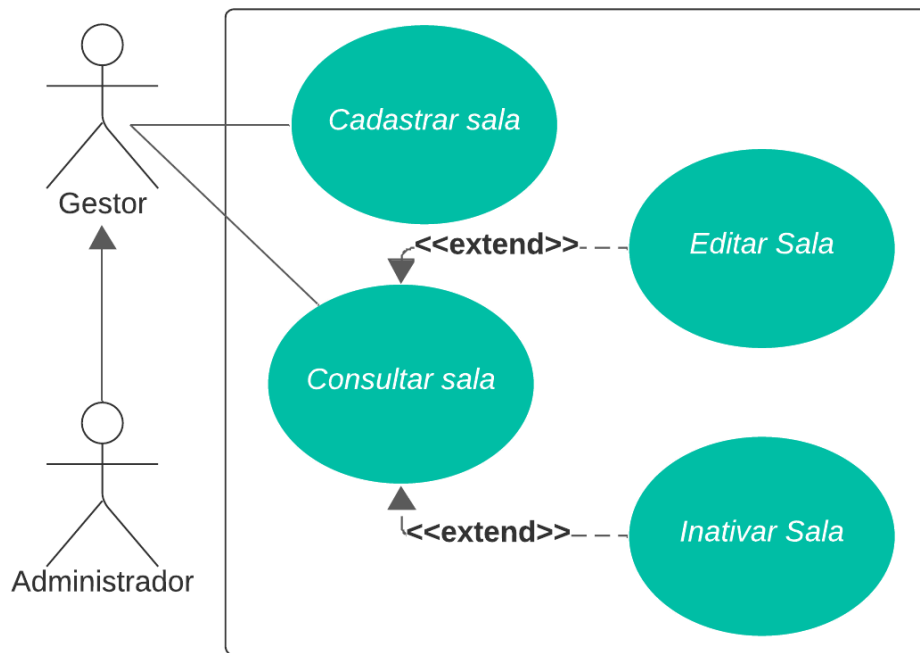 Cadastrar sala
Gestor
<<extend>>
Editar Sala
Consultar sala
<<extend>>
Inativar Sala
Administrador